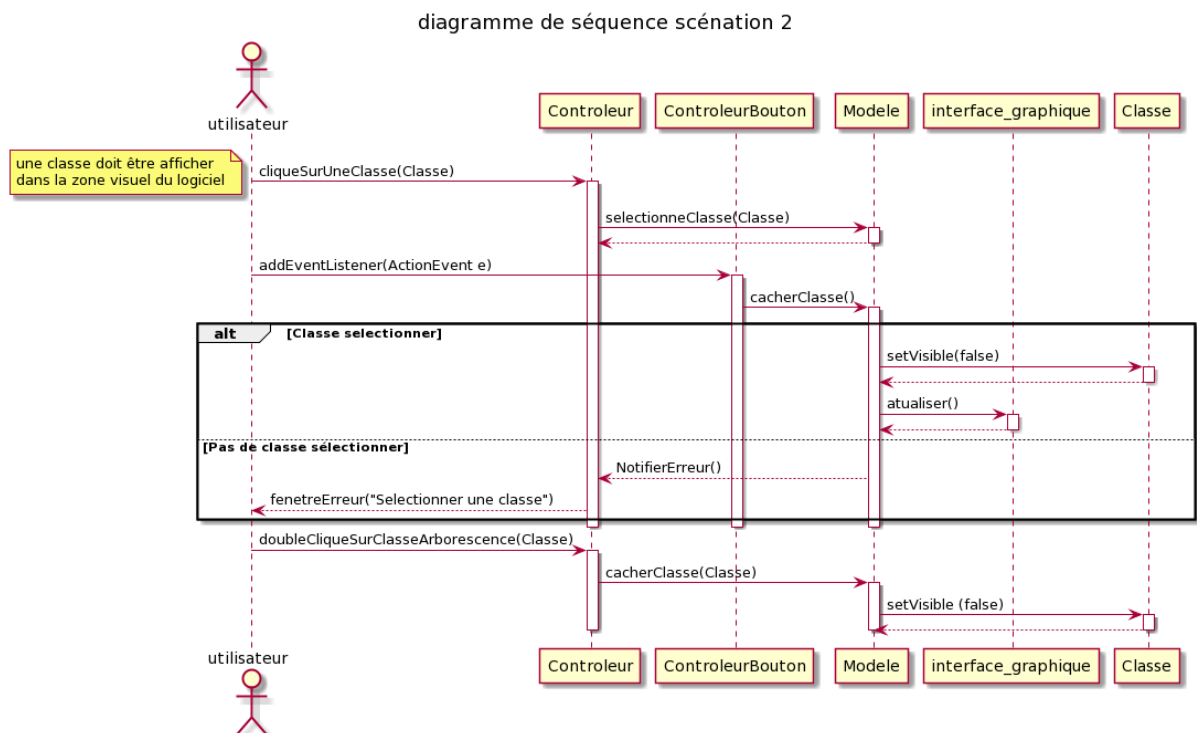 diagramme de séquence scénation 2
utilisateur
Controleur
ControleurBouton
Modele
interface_graphique
Classe
une classe doit être afficher
dans la zone visuel du logiciel
cliqueSurUneClasse(Classe)
selectionneClasse(Classe)
addEventListener(ActionEvent e)
cacherClasse()
alt
[Classe selectionner]
setVisible(false)
atualiser()
[Pas de classe sélectionner]
NotifierErreur()
fenetreErreur("Selectionner une classe")
doubleCliqueSurClasseArborescence(Classe)
cacherClasse(Classe)
setVisible (false)
utilisateur
Controleur
ControleurBouton
Modele
interface_graphique
Classe